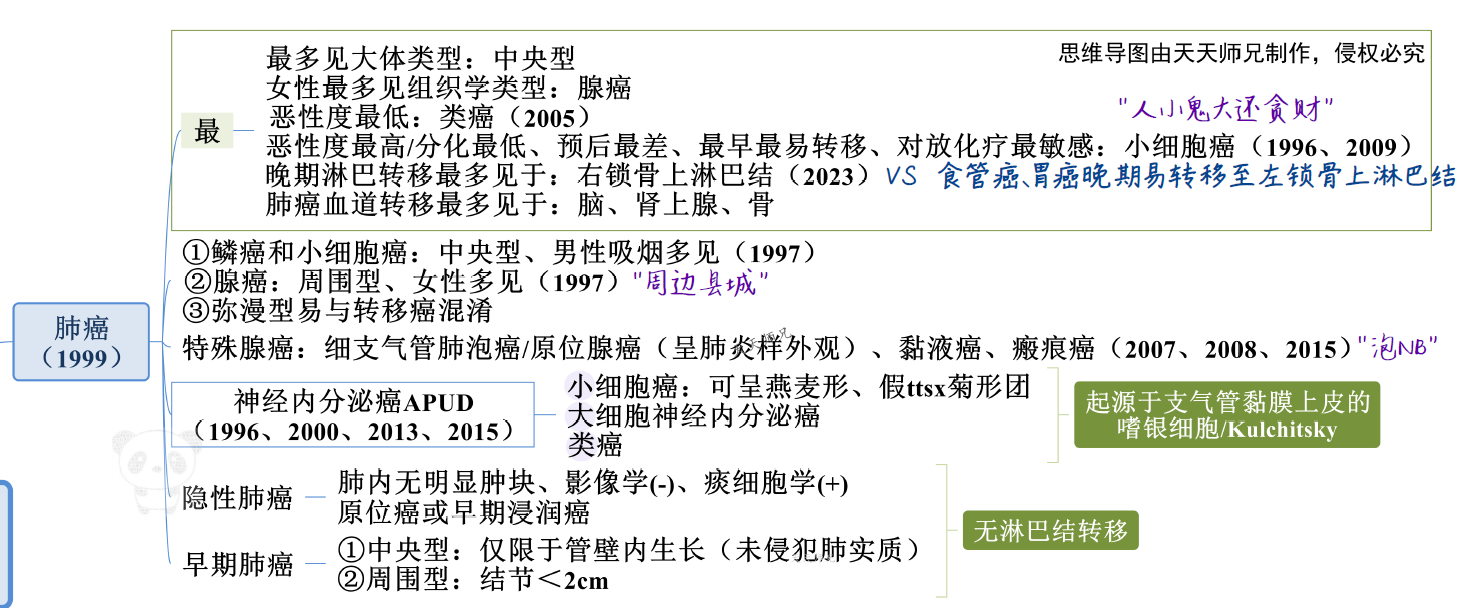 思维导图由天天师兄制作，侵权必究
最
最多见大体类型：中央型
女性最多见组织学类型：腺癌
恶性度最低：类癌（2005）
"人小鬼大还贪财"
恶性度最高/分化最低、预后最差、最早最易转移、对放化疗最敏感：小细胞癌（1996、2009）
晚期淋巴转移最多见于：右锁骨上淋巴结（2023）VS 食管癌、胃癌晚期易转移至左锁骨上淋巴结
肺癌血道转移最多见于：脑、肾上腺、骨
①鳞癌和小细胞癌：中央型、男性吸烟多见（1997）
②腺癌：周围型、女性多见（1997）"周边县城"
③弥漫型易与转移癌混淆
肺癌
（1999）
特殊腺癌：细支气管肺泡癌/原位腺癌（呈肺炎样外观）、黏液癌、瘢痕癌（2007、2008、2015）"泡NB"
神经内分泌癌APUD
（1996、2000、2013、2015）
小细胞癌：可呈燕麦形、假ttsx菊形团
大细胞神经内分泌癌
类癌
起源于支气管黏膜上皮的
嗜银细胞/Kulchitsky
隐性肺癌
肺内无明显肿块、影像学(-)、痰细胞学(+)
原位癌或早期浸润癌
无淋巴结转移
早期肺癌
①中央型：仅限于管壁内生长（未侵犯肺实质）
②周围型：结节＜2cm